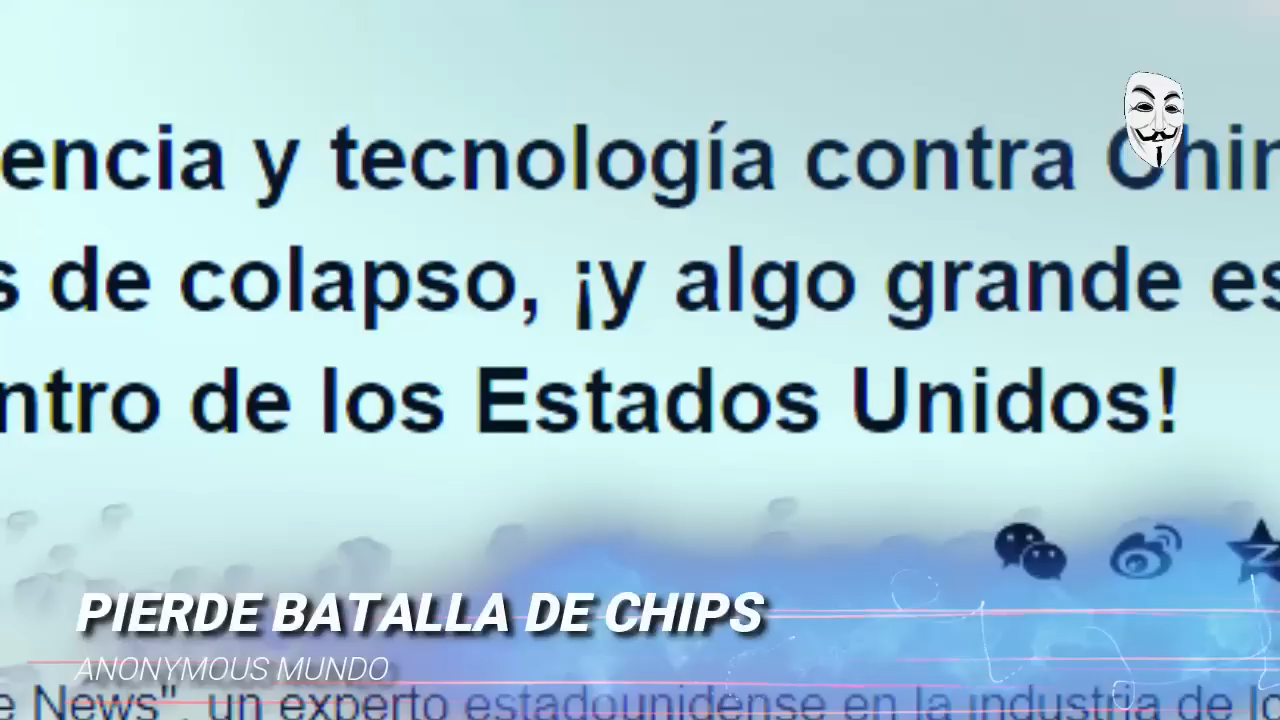 encia y tecnología contra Chin
s de colapso, ¡y algo grande es
ntro de los Estados Unidos!
PIERDE BATALLA DE CHIPS
ANONYMOUS MUNDO
e News", un experto estadounidense en la industria de lo